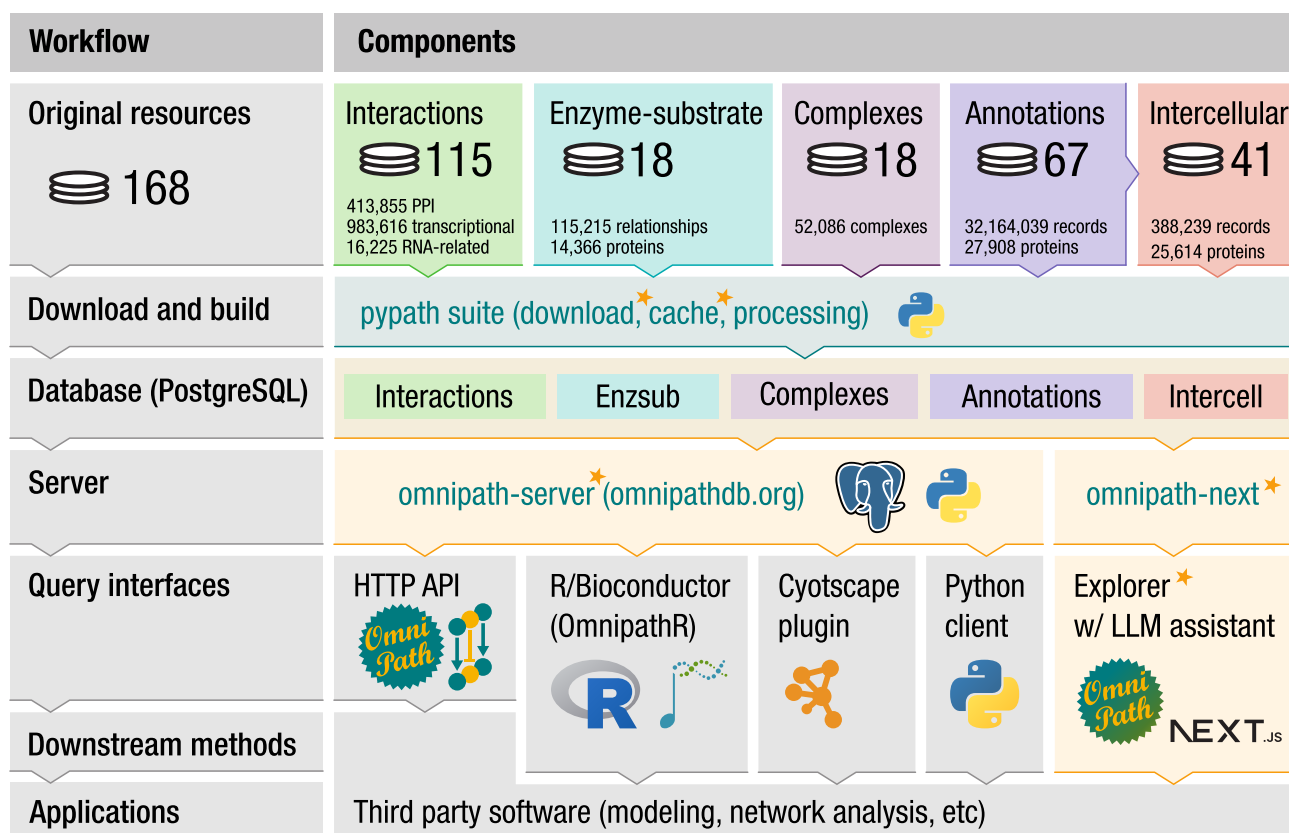 Workflow
Components
Original resources
168
Interactions
115
413,855 PPI
983,616 transcriptional
16,225 RNA-related
Enzyme-substrate
18
115,215 relationships
14,366 proteins
Complexes
18
52,086 complexes
Annotations
67
32,164,039 records
27,908 proteins
Intercellular
41
388,239 records
25,614 proteins
Download and build
pypath suite (download, cache, processing)
Database (PostgreSQL)
Interactions
Enzsub
Complexes
Annotations
Intercell
Server
omnipath-server (omnipathdb.org)
omnipath-next
Query interfaces
HTTP API
Omni
Path
R/Bioconductor
(OmnipathR)
R
Cyotscape
plugin
Python
client
Explorer
w/ LLM assistant
Omni
Path
NEXT.JS
Downstream methods
Applications
Third party software (modeling, network analysis, etc)